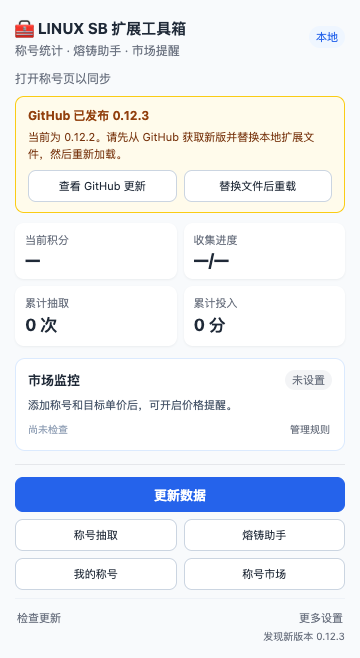 LINUX SB 扩展工具箱
本地
称号统计 · 熔铸助手 · 市场提醒
打开称号页以同步
GitHub 已发布 0.12.3
当前为 0.12.2。请先从 GitHub 获取新版并替换本地扩展文
件，然后重新加载。
查看 GitHub 更新
替换文件后重载
当前积分
—
收集进度
—/—
累计抽取
0 次
累计投入
0 分
市场监控
未设置
添加称号和目标单价后，可开启价格提醒。
尚未检查
管理规则
更新数据
称号抽取
熔铸助手
我的称号
称号市场
检查更新
更多设置
发现新版本 0.12.3